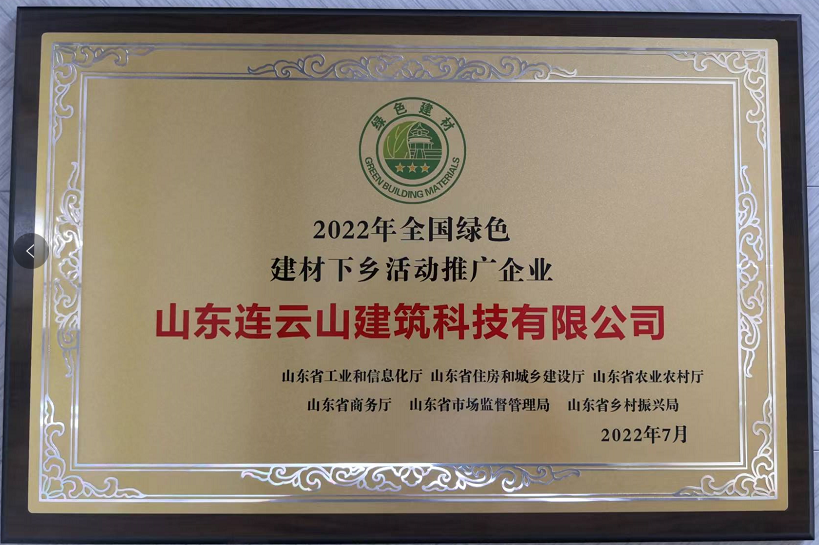 绿色建材
GREEN BUILDING MATERIALS
2022年全国绿色
建材下乡活动推广企业
山东连云山建筑科技有限公司
山东省工业和信息化厅 山东省住房和城乡建设厅 山东省农业农村厅
山东省商务厅 山东省市场监督管理局 山东省乡村振兴局
2022年7月